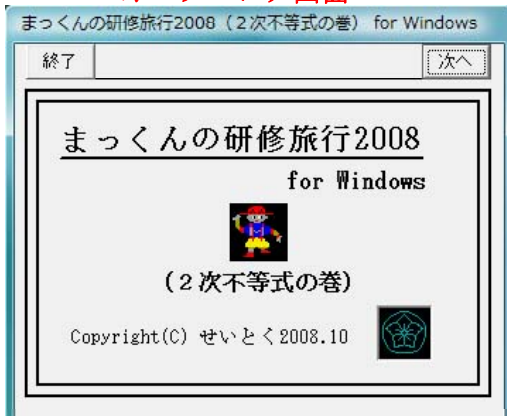 まっくんの研修旅行2008（２次不等式の巻） for Windows
終了
次へ
まっくんの研修旅行2008
for Windows
（２次不等式の巻）
Copyright(C) せいとく2008.10